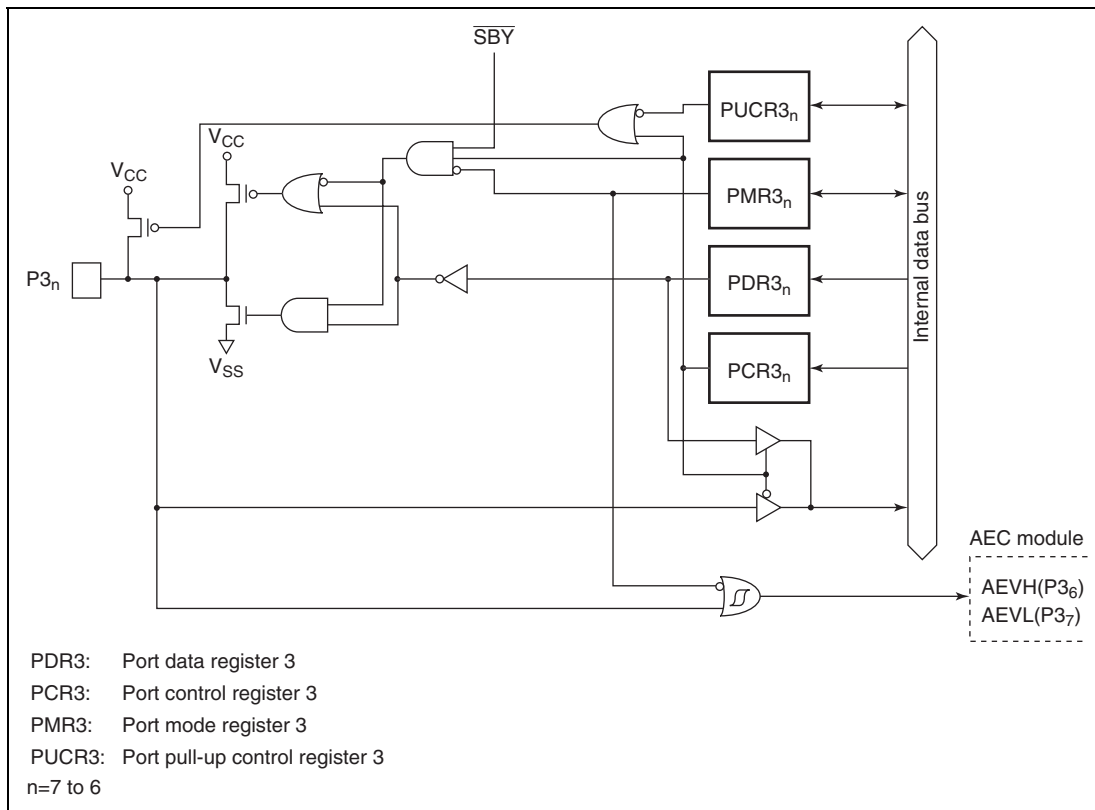 SBY
PUCR3n
VCC
VCC
PMR3n
PDR3n
P3n
Internal data bus
VSS
PCR3n
AEC module
AEVH(P36)
AEVL(P37)
PDR3: Port data register 3
PCR3: Port control register 3
PMR3: Port mode register 3
PUCR3: Port pull-up control register 3
n=7 to 6